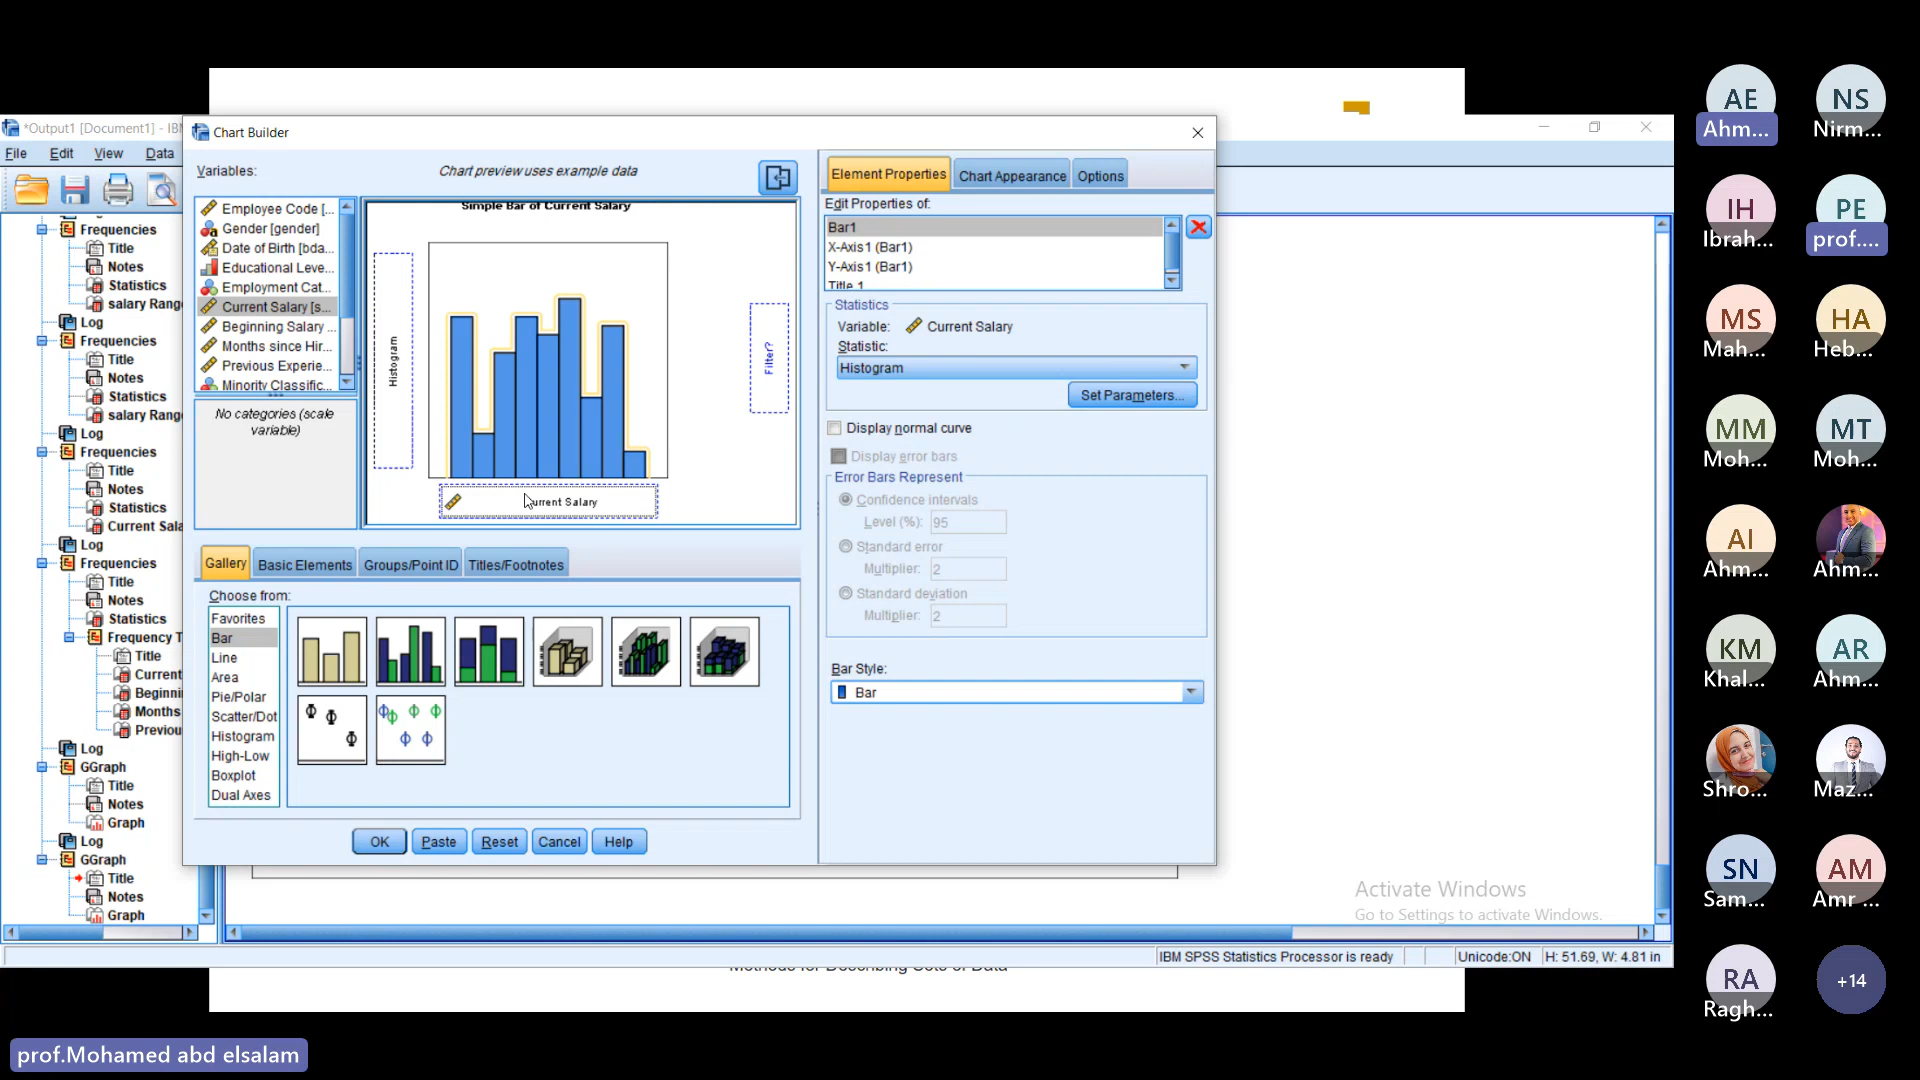 *Output1 [Document1] - IB
File
Edit
View
Data
Frequencies
Title
Notes
Statistics
salary Rang
Log
Frequencies
Title
Notes
Statistics
salary Rang
Log
Frequencies
Title
Notes
Statistics
Current Sala
Log
Frequencies
Title
Notes
Statistics
Frequency T
Title
Current
Beginni
Months
Previou
Log
GGraph
Title
Notes
Graph
Log
GGraph
Title
Notes
Graph
Chart Builder
Variables:
Chart preview uses example data
Employee Code [...
Gender [gender]
Date of Birth [bda...
Educational Leve...
Employment Cat...
Current Salary [s...
Beginning Salary ...
Months since Hir...
Previous Experie...
Minority Classific...
No categories (scale
variable)
Simple Bar of Current Salary
Histogram
Filter?
urrent Salary
Gallery
Basic Elements
Groups/Point ID
Titles/Footnotes
Choose from:
Favorites
Bar
Line
Area
Pie/Polar
Scatter/Dot
Histogram
High-Low
Boxplot
Dual Axes
OK
Paste
Reset
Cancel
Help
Element Properties
Chart Appearance
Options
Edit Properties of:
Bar1
X-Axis1 (Bar1)
Y-Axis1 (Bar1)
Title 1
Statistics
Variable: Current Salary
Statistic:
Histogram
Set Parameters...
Display normal curve
Display error bars
Error Bars Represent
Confidence intervals
Level (%): 95
Standard error
Multiplier: 2
Standard deviation
Multiplier: 2
Bar Style:
Bar
Activate Windows
Go to Settings to activate Windows.
IBM SPSS Statistics Processor is ready
Unicode:ON
H: 51.69, W: 4.81 in
Methods for Describing Sets of Data
AE
Ahm...
NS
Nirm...
IH
Ibrah...
PE
prof....
MS
Mah...
HA
Heb...
MM
Moh...
MT
Moh...
AI
Ahm...
Ahm...
KM
Khal...
AR
Ahm...
Shro...
Maz...
SN
Sam...
AM
Amr ...
RA
Ragh...
+14
prof.Mohamed abd elsalam